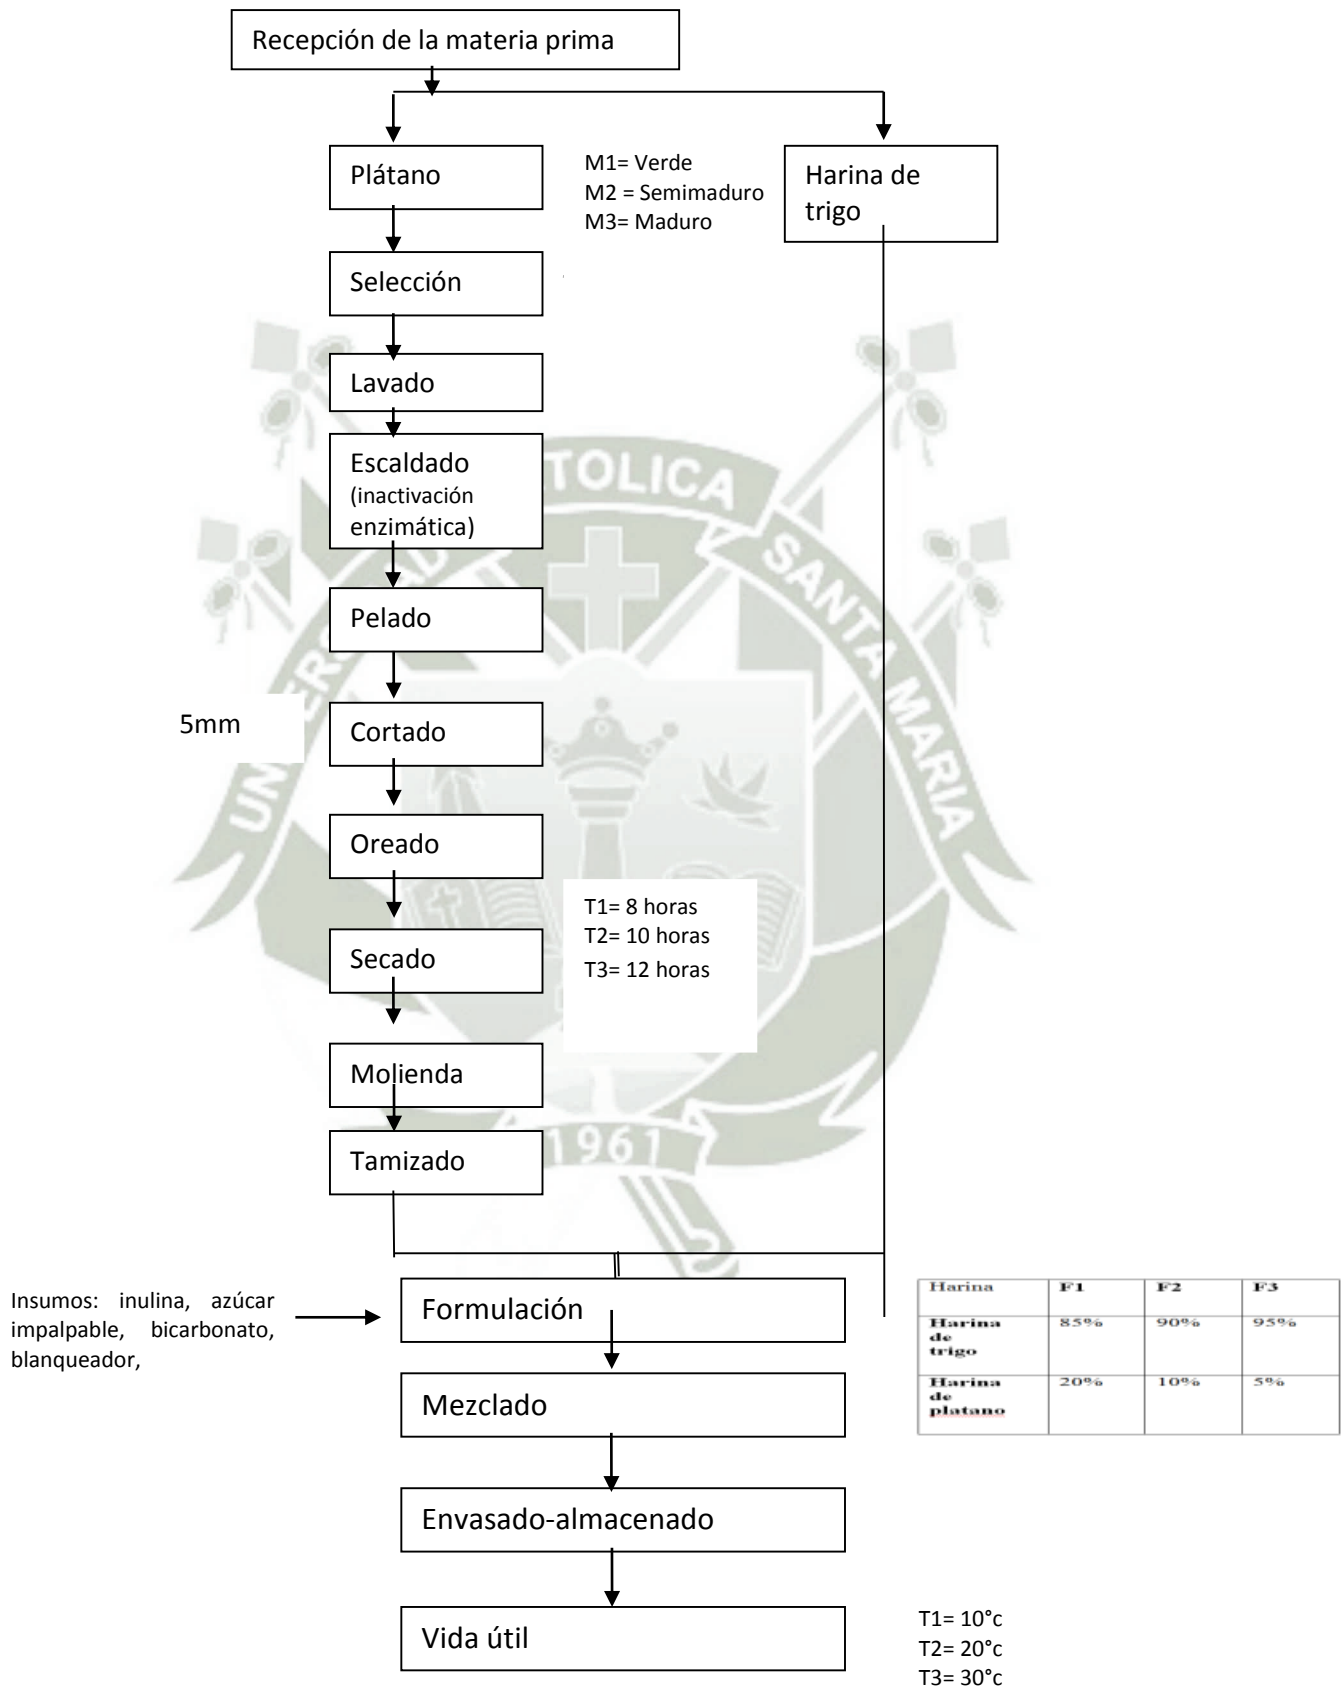 Recepción de la materia prima
Plátano
M1= Verde
M2 = Semimaduro
M3= Maduro
Harina de
trigo
Selección
Lavado
Escaldado
(inactivación
enzimática)
Pelado
5mm
Cortado
Oreado
T1= 8 horas
T2= 10 horas
T3= 12 horas
Secado
Molienda
Tamizado
Insumos: inulina, azúcar
impalpable, bicarbonato,
blanqueador,
Formulación
Harina F1 F2 F3
Harina 85% 90% 95%
de
trigo
Harina 20% 10% 5%
de
platano
Mezclado
Envasado-almacenado
Vida útil
T1= 10°c
T2= 20°c
T3= 30°c
TOLICA
SANTA MARIA
1961